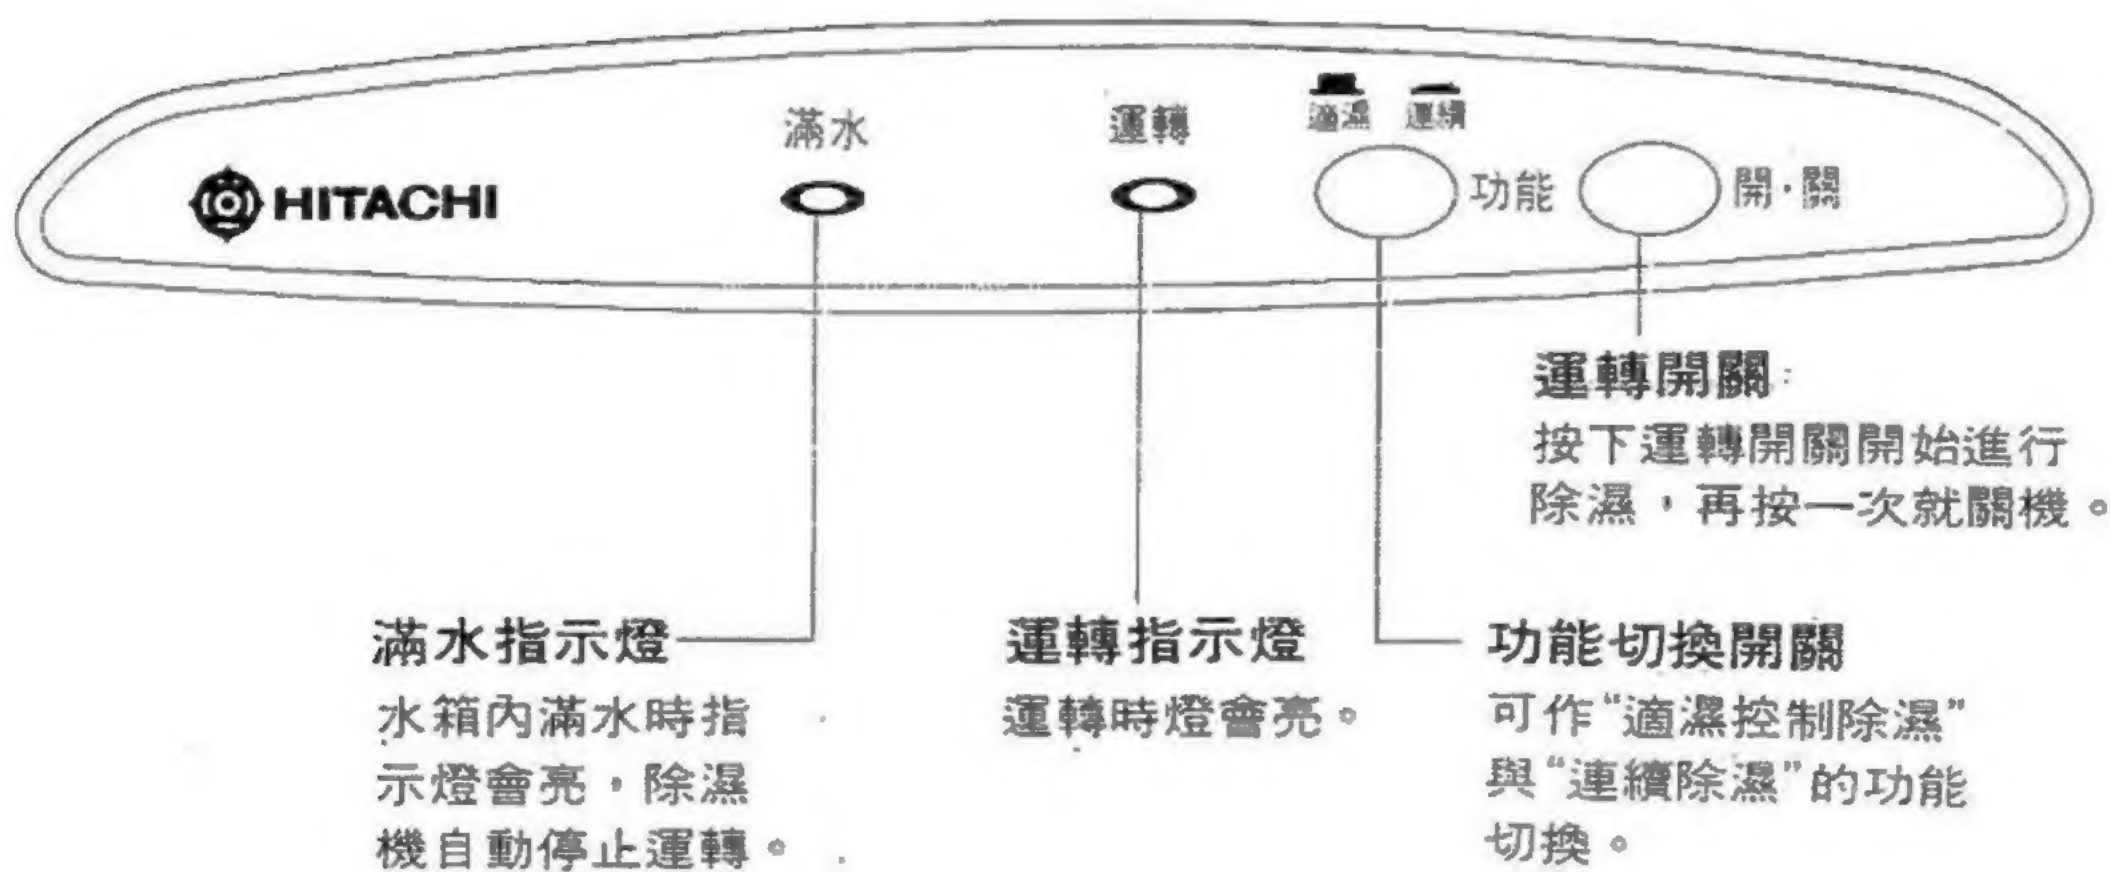 適濕 連續
滿水
運轉
HITACHI
功能
開·關
運轉開關
按下運轉開關開始進行
除濕，再按一次就關機。
滿水指示燈
水箱內滿水時指
示燈會亮，除濕
機自動停止運轉。
運轉指示燈
運轉時燈會亮。
功能切換開關
可作“適濕控制除濕”
與“連續除濕”的功能
切換。